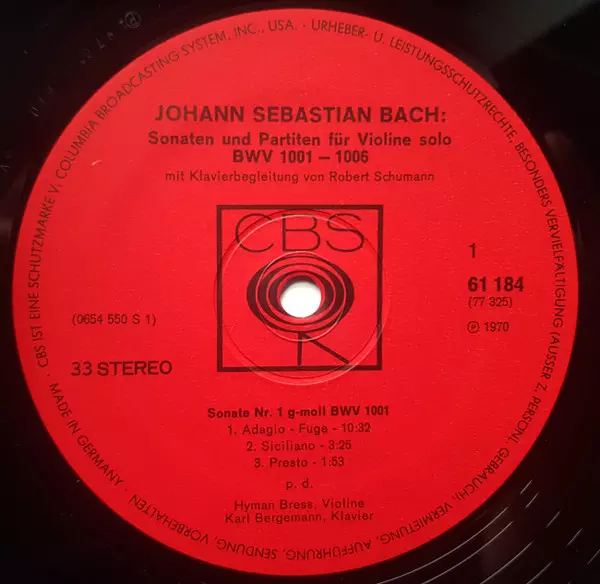 CBS IST EINE SCHUTZMARKE V. COLUMBIA BROADCASTING SYSTEM, INC., USA. · URHEBER- U. LEISTUNGSSCHUTZRECHTE, BESONDERS VERVIELFÄLTIGUNG (AUSSER Z. PERSÖNL. GEBRAUCH), VERMIETUNG, AUFFÜHRUNG, SENDUNG, VORBEHALTEN · MADE IN GERMANY ·
JOHANN SEBASTIAN BACH:
Sonaten und Partiten für Violine solo
BWV 1001 – 1006
mit Klavierbegleitung von Robert Schumann
CBS
1
61 184
(77 325)
(0654 550 S 1)
℗ 1970
33 STEREO
Sonate Nr. 1 g-moll BWV 1001
1. Adagio - Fuge - 10:32
2. Siciliano - 3:25
3. Presto - 1:53
p. d.
Hyman Bress, Violine
Karl Bergemann, Klavier